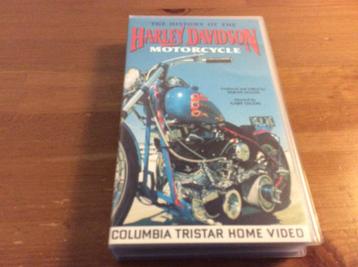 THE HISTORY OF THE
HARLEY DAVIDSON
MOTORCYCLE
COLUMBIA TRISTAR HOME VIDEO